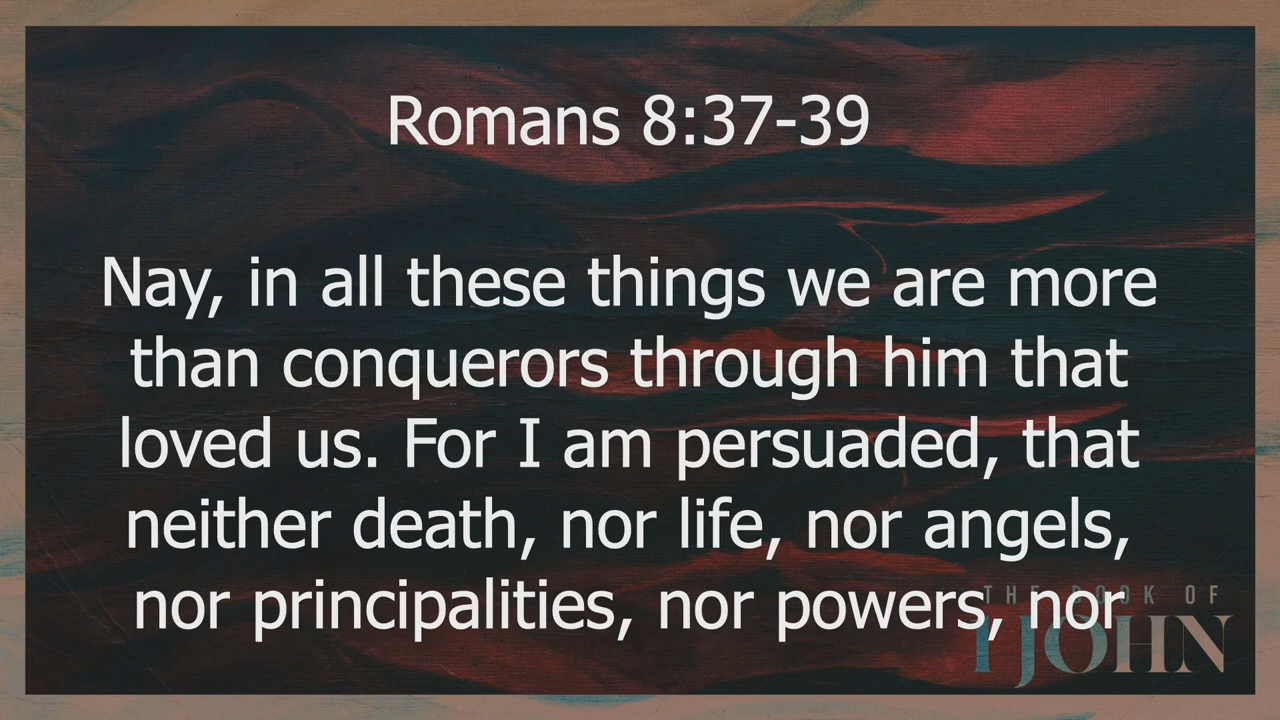 Romans 8:37-39
Nay, in all these things we are more
than conquerors through him that
loved us. For I am persuaded, that
neither death, nor life, nor angels,
nor principalities, nor powers, nor
THE BOOK OF
1 JOHN